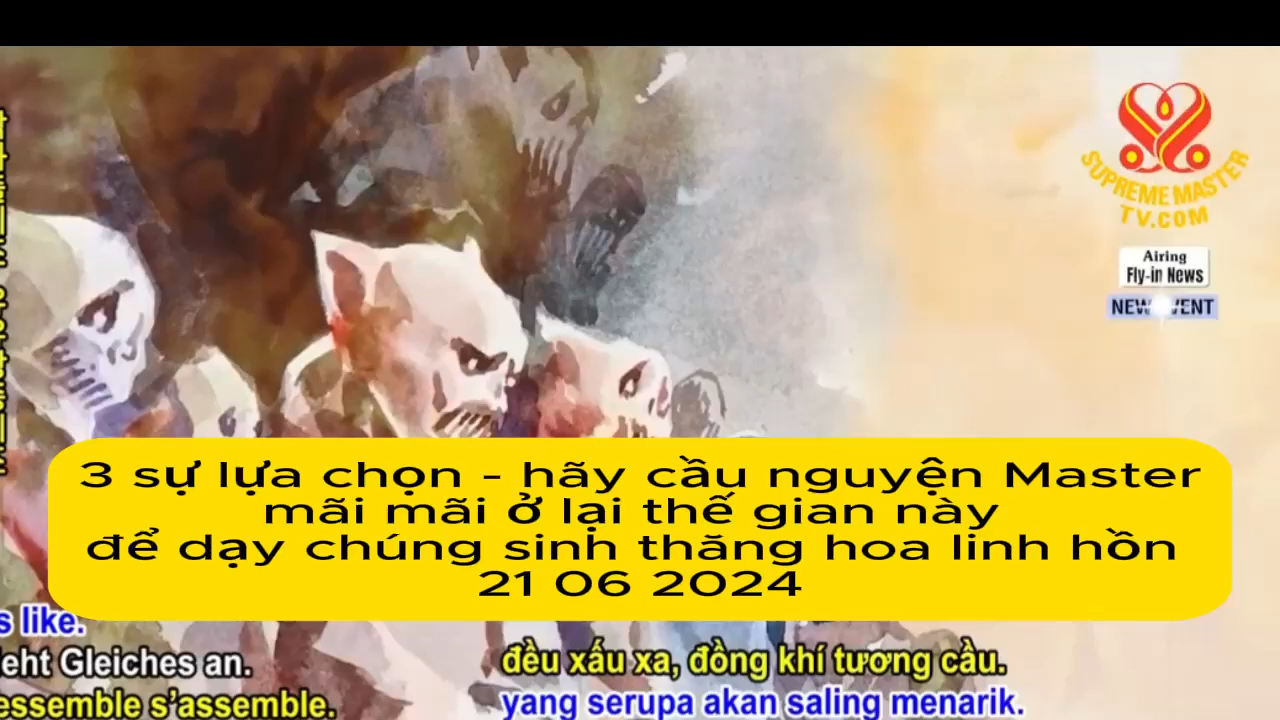 SUPREME MASTER
TV.COM
Airing
Fly-in News
3 sự lựa chọn - hãy cầu nguyện Master
mãi mãi ở lại thế gian này
để dạy chúng sinh thăng hoa linh hồn
21 06 2024
like.
Gleiches an.
s'assemble.
đều xấu xa, đồng khí tương cầu.
yang serupa akan saling menarik.